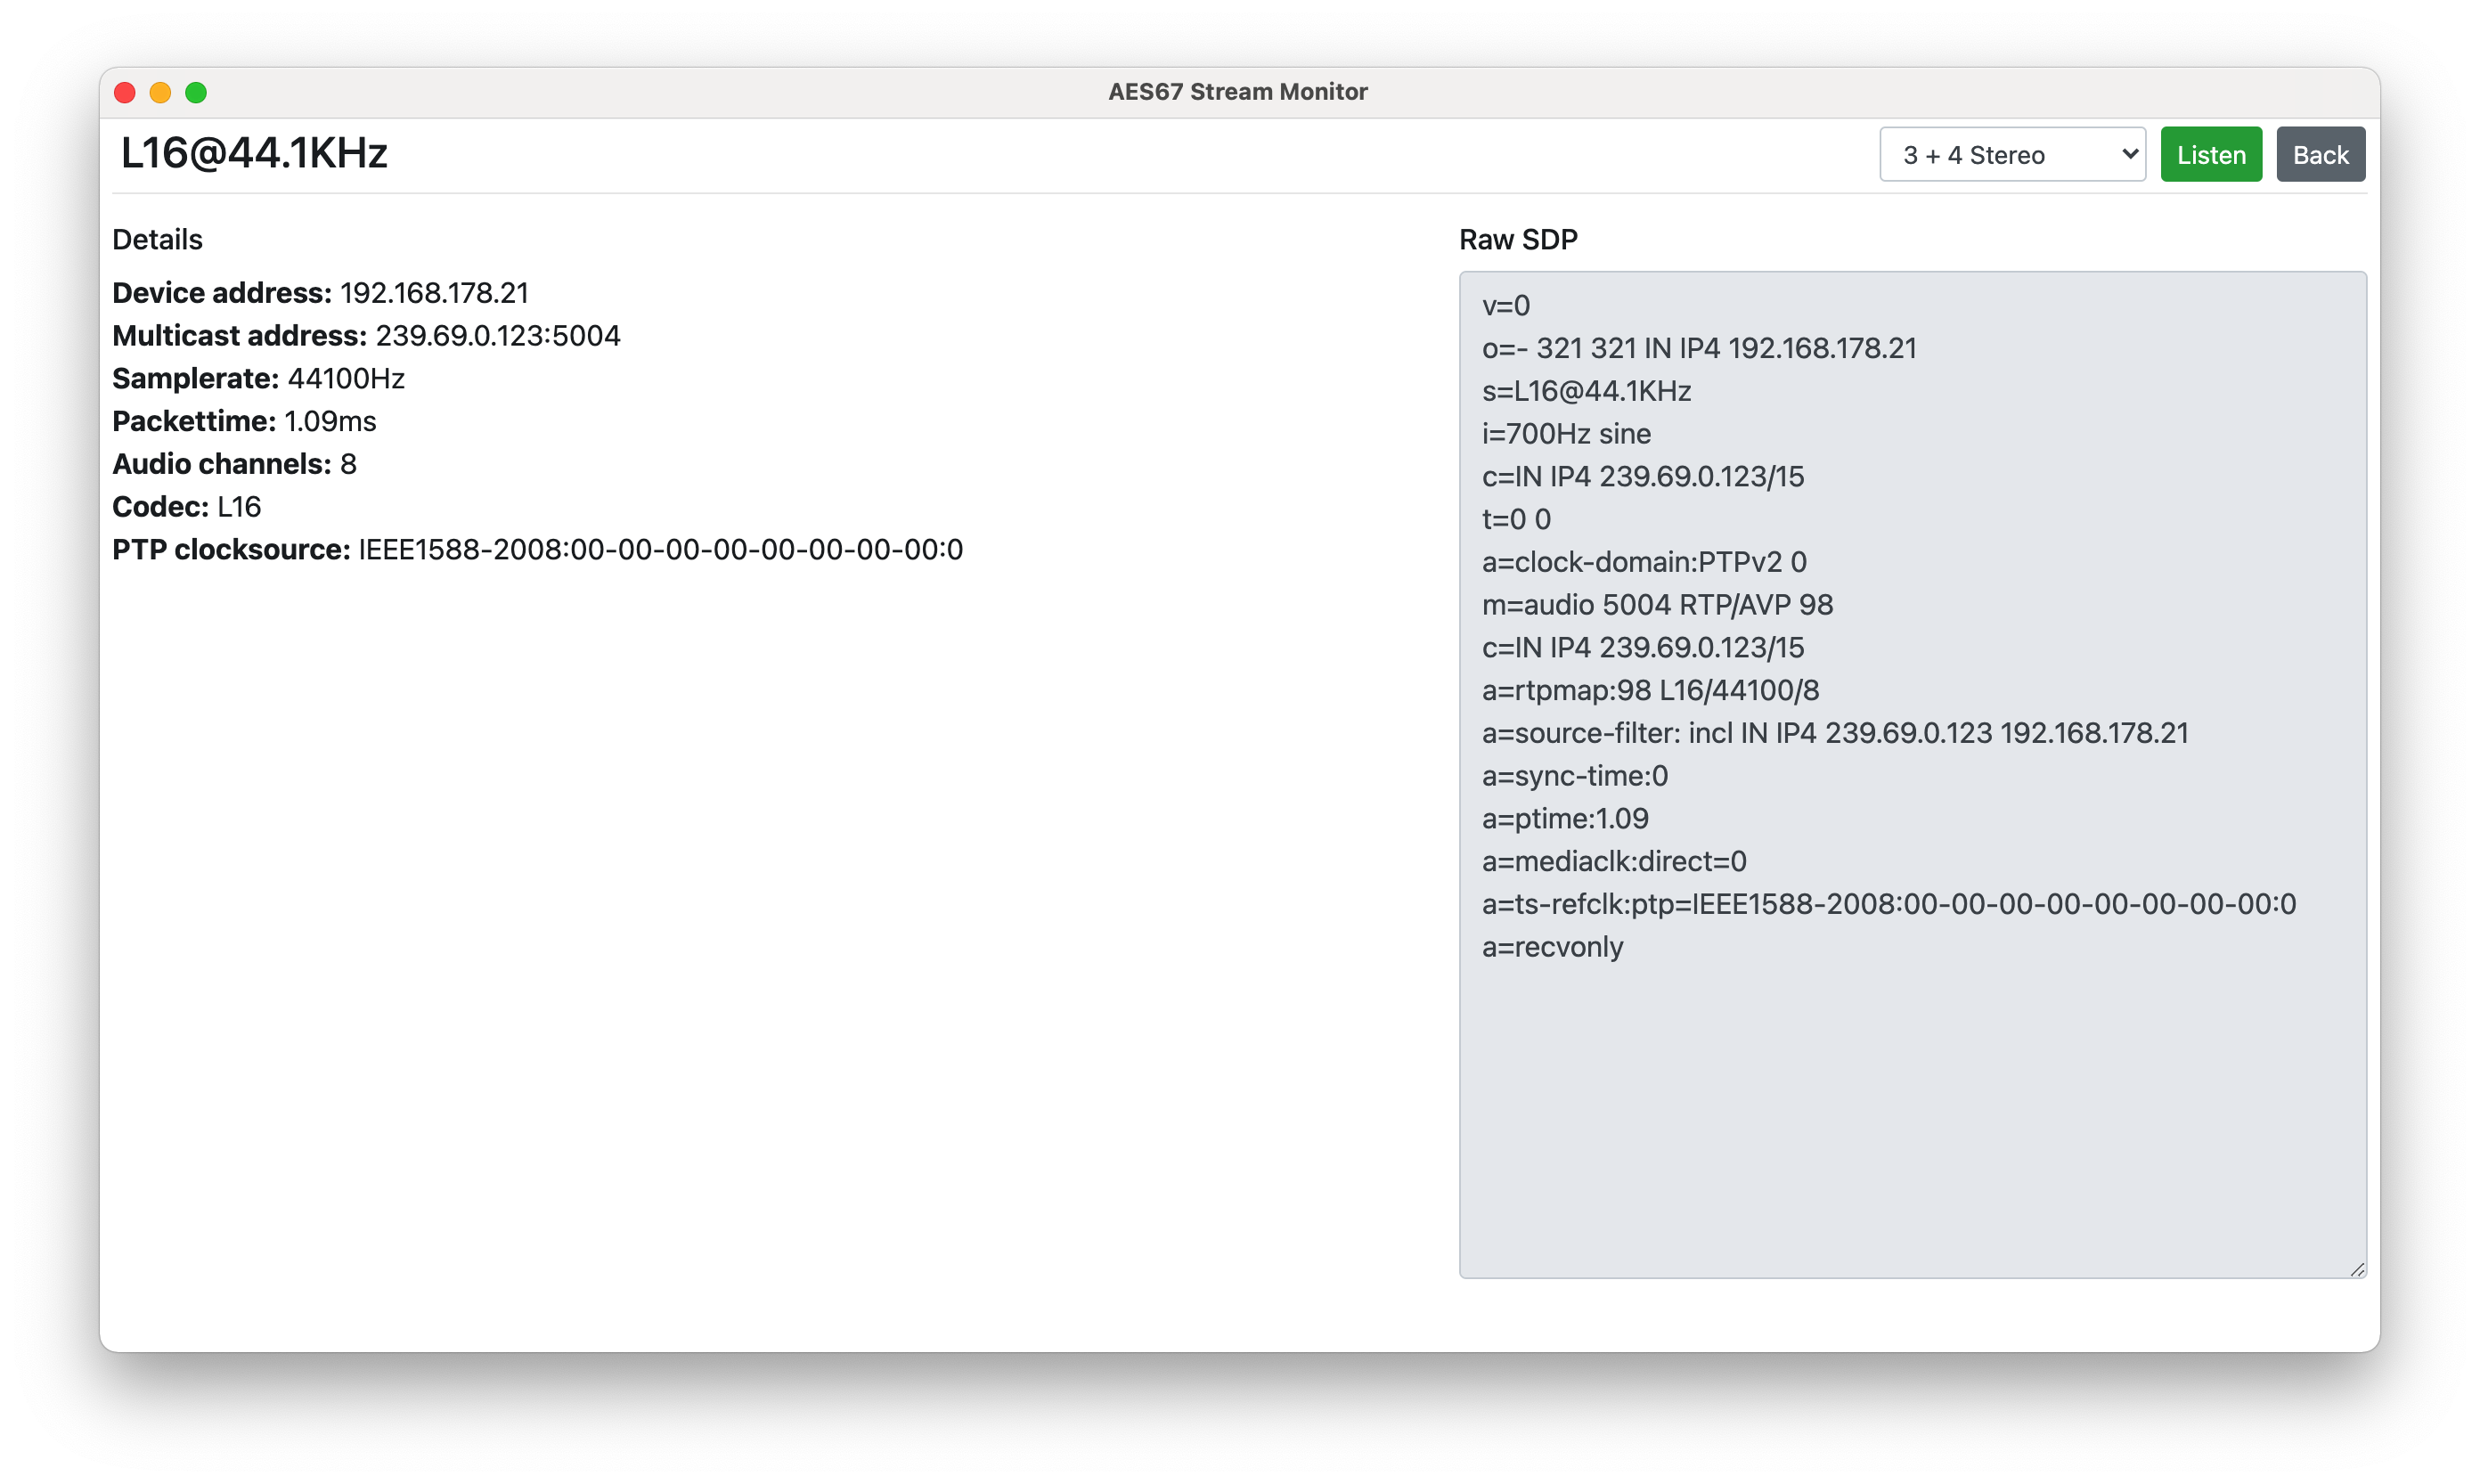 AES67 Stream Monitor
L16@44.1KHz
3 + 4 Stereo
Listen
Back
Details
Device address: 192.168.178.21
Multicast address: 239.69.0.123:5004
Samplerate: 44100Hz
Packettime: 1.09ms
Audio channels: 8
Codec: L16
PTP clocksource: IEEE1588-2008:00-00-00-00-00-00-00-00:0
Raw SDP
v=0
o=- 321 321 IN IP4 192.168.178.21
s=L16@44.1KHz
i=700Hz sine
c=IN IP4 239.69.0.123/15
t=0 0
a=clock-domain:PTPv2 0
m=audio 5004 RTP/AVP 98
c=IN IP4 239.69.0.123/15
a=rtpmap:98 L16/44100/8
a=source-filter: incl IN IP4 239.69.0.123 192.168.178.21
a=sync-time:0
a=ptime:1.09
a=mediaclk:direct=0
a=ts-refclk:ptp=IEEE1588-2008:00-00-00-00-00-00-00-00:0
a=recvonly